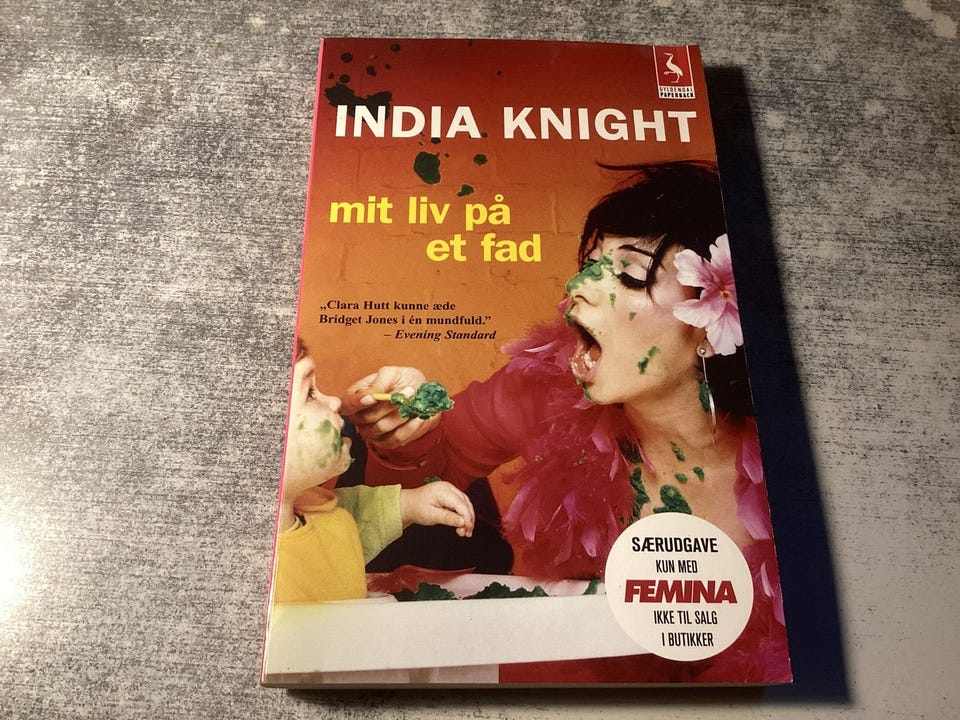 GYLDENDAL
PAPERBACK
INDIA KNIGHT
mit liv på
et fad
„Clara Hutt kunne æde
Bridget Jones i én mundfuld.”
– Evening Standard
SÆRUDGAVE
KUN MED
FEMINA
IKKE TIL SALG
I BUTIKKER